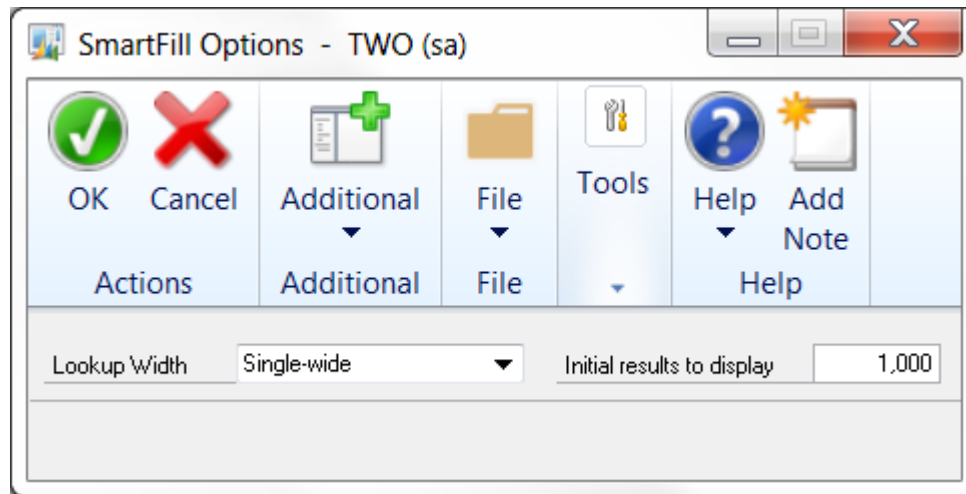 SmartFill Options - TWO (sa)
OK Cancel Additional File Tools Help Add Note
Actions Additional File Help
Lookup Width Single-wide Initial results to display 1,000